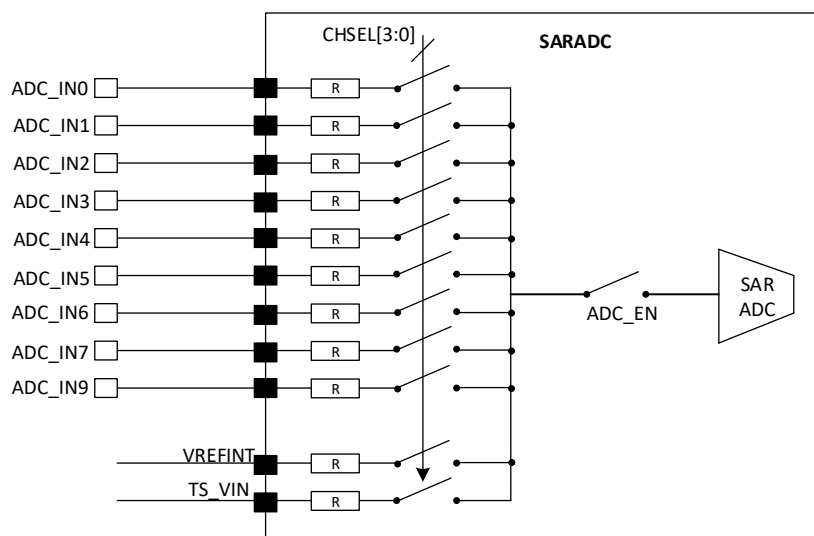 CHSEL[3:0]
SARADC
ADC_IN0
R
ADC_IN1
R
ADC_IN2
R
ADC_IN3
R
ADC_IN4
R
ADC_IN5
R
ADC_IN6
R
ADC_IN7
R
ADC_IN9
R
ADC_EN
SAR
ADC
VREFINT
R
TS_VIN
R